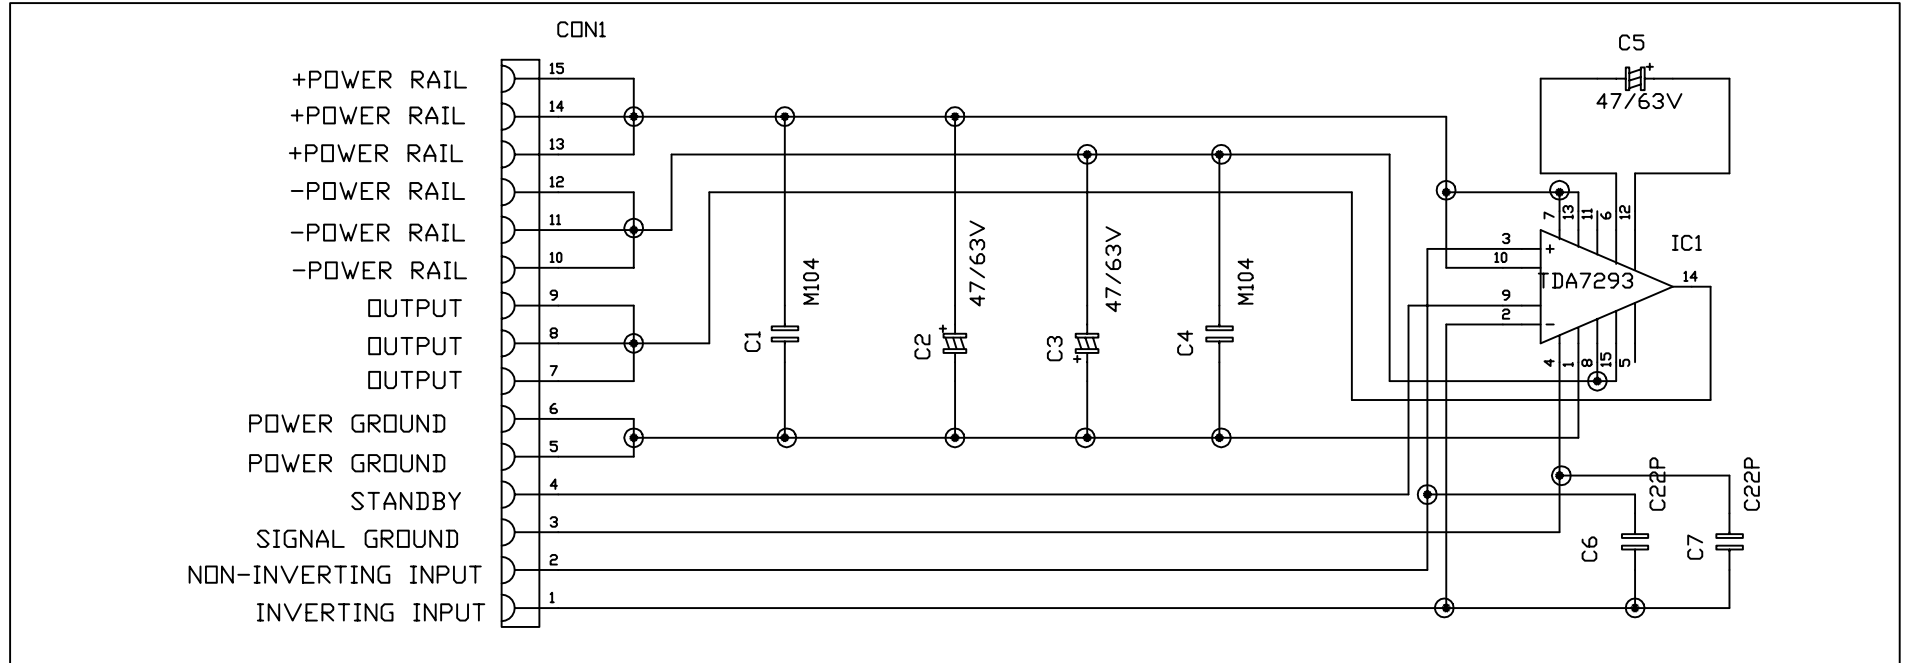 CON1
+POWER RAIL 15
+POWER RAIL 14
+POWER RAIL 13
-POWER RAIL 12
-POWER RAIL 11
-POWER RAIL 10
OUTPUT 9
OUTPUT 8
OUTPUT 7
POWER GROUND 6
POWER GROUND 5
STANDBY 4
SIGNAL GROUND 3
NON-INVERTING INPUT 2
INVERTING INPUT 1
C1
M104
C2
+
47/63V
C3
+
47/63V
C4
M104
C5
+
47/63V
7
13
11
6
12
IC1
3
+
10
TDA7293
14
9
2
-
4
1
8
15
5
C6
C22P
C7
C22P